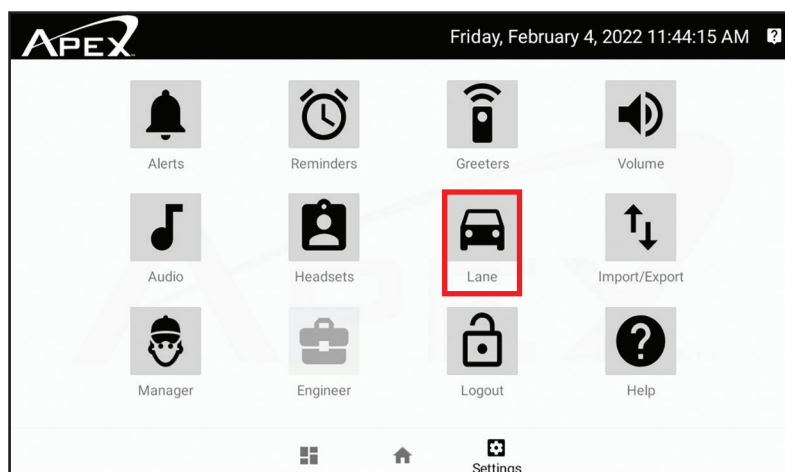 APEX
Friday, February 4, 2022 11:44:15 AM
?
Alerts
Reminders
Greeters
Volume
Audio
Headsets
Lane
Import/Export
Manager
Engineer
Logout
?
Help
Settings